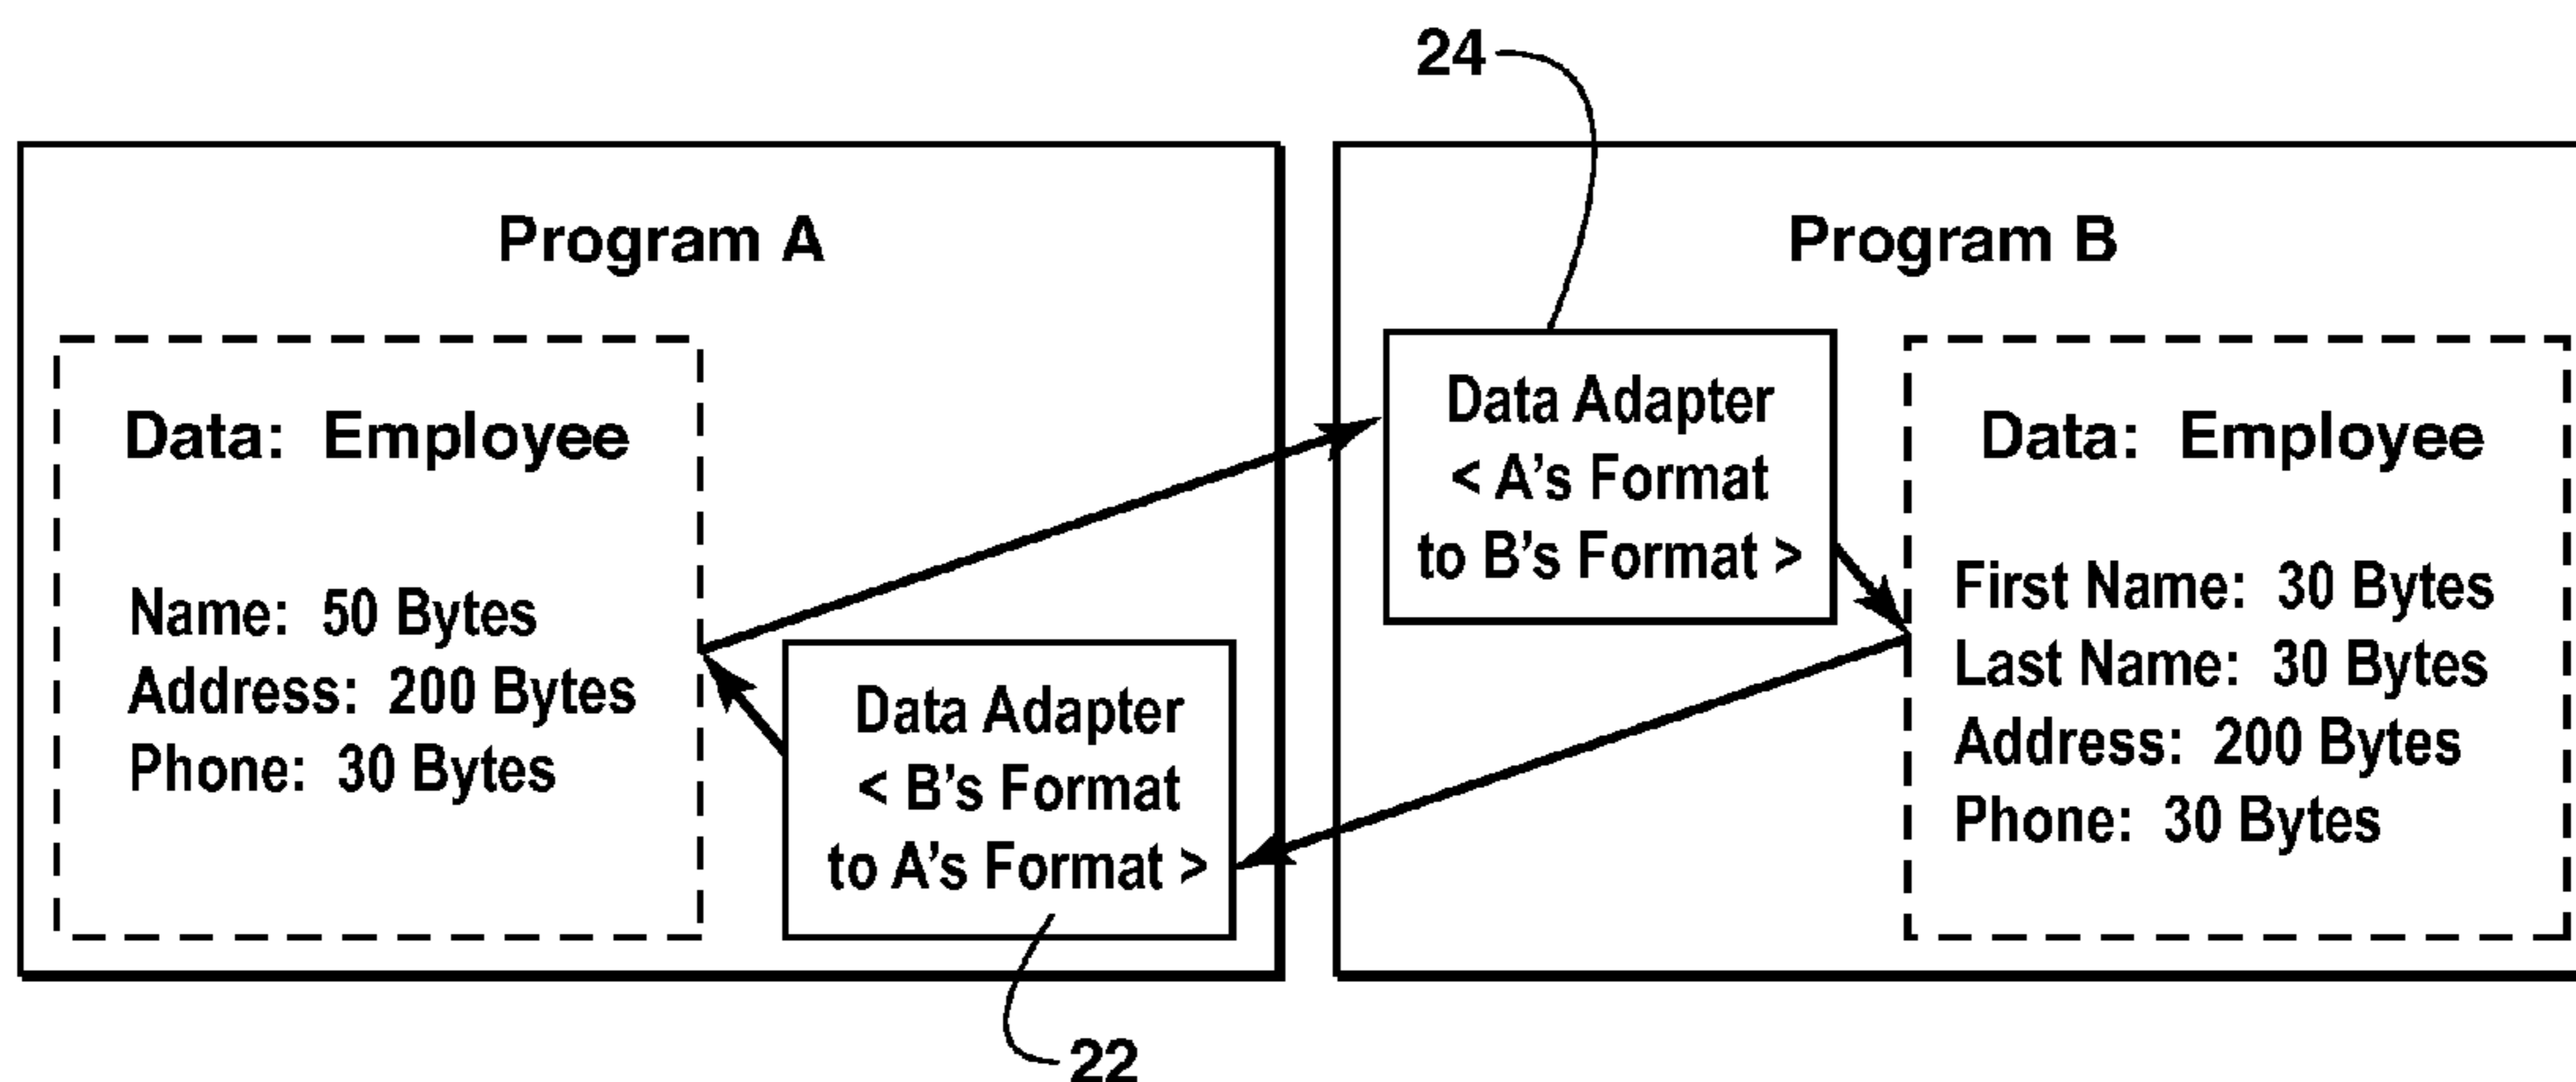 24
Program A
Program B
Data: Employee
Name: 50 Bytes
Address: 200 Bytes
Phone: 30 Bytes
Data Adapter
< B's Format
to A's Format >
Data Adapter
< A's Format
to B's Format >
Data: Employee
First Name: 30 Bytes
Last Name: 30 Bytes
Address: 200 Bytes
Phone: 30 Bytes
22